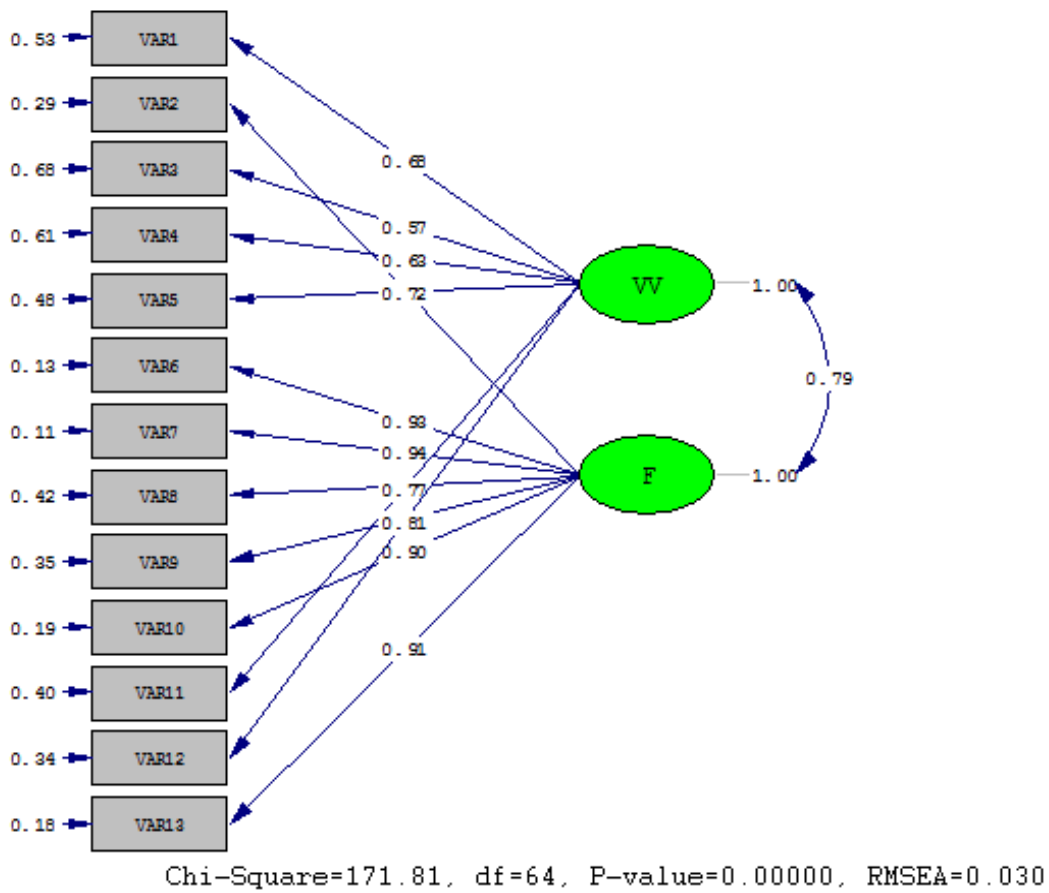 0.53 VAR1
0.29 VAR2
0.68 VAR3
0.61 VAR4
0.48 VAR5
0.13 VAR6
0.11 VAR7
0.42 VAR8
0.35 VAR9
0.19 VAR10
0.40 VAR11
0.34 VAR12
0.18 VAR13
0.68
0.57
0.63
0.72
0.93
0.94
0.77
0.81
0.90
0.91
VV 1.00
0.79
F 1.00
Chi-Square=171.81, df=64, P-value=0.00000, RMSEA=0.030